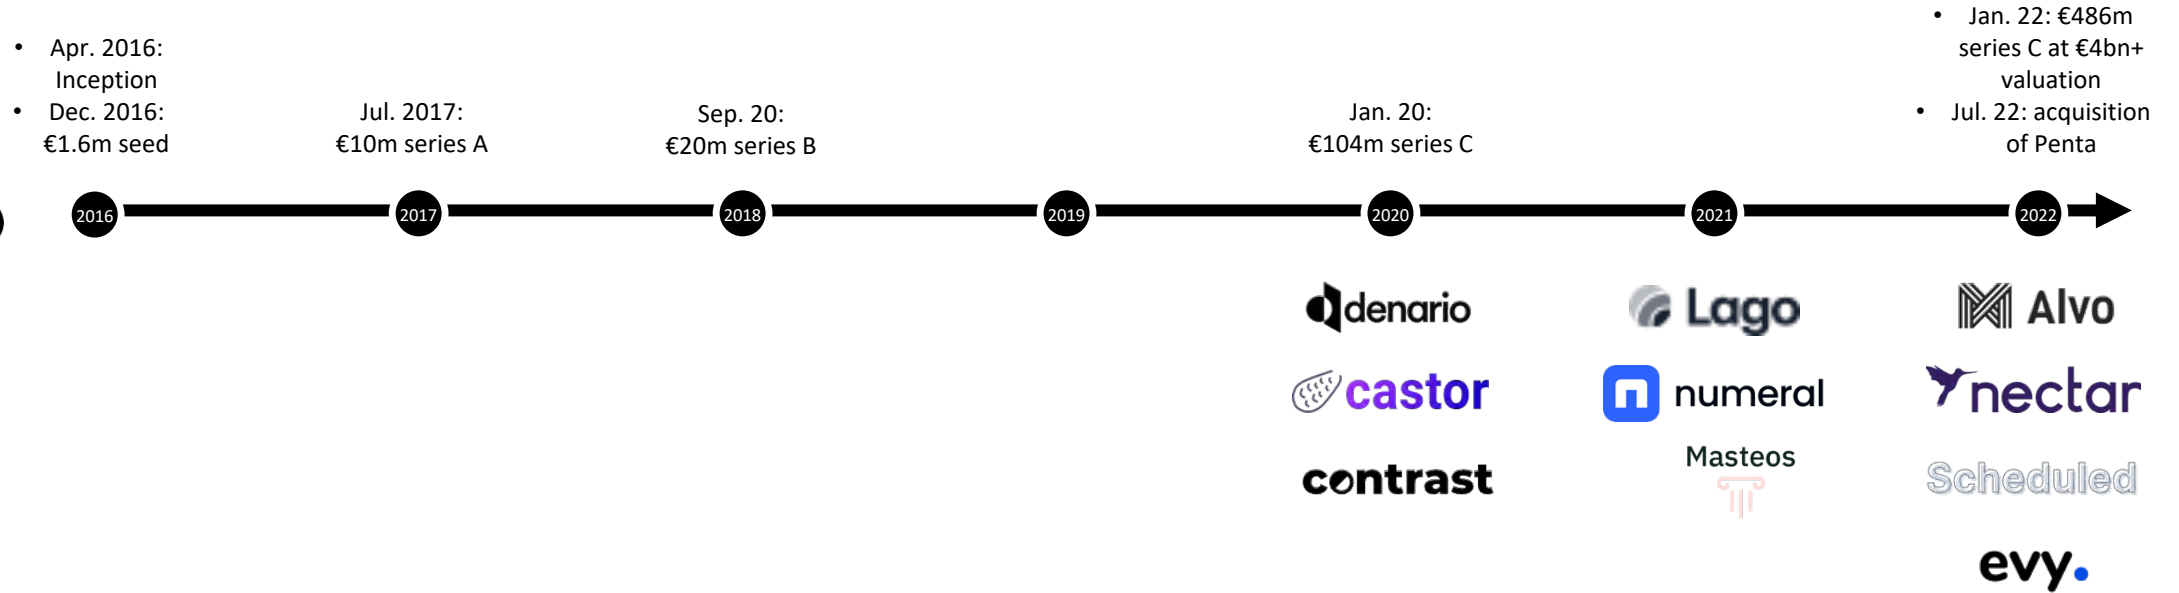 • Apr. 2016:
Inception
• Dec. 2016:
€1.6m seed
Jul. 2017:
€10m series A
Sep. 20:
€20m series B
Jan. 20:
€104m series C
• Jan. 22: €486m
series C at €4bn+
valuation
• Jul. 22: acquisition
of Penta
2016
2017
2018
2019
2020
2021
2022
denario
castor
contrast
Lago
numeral
Masteos
Alvo
nectar
Scheduled
evy.